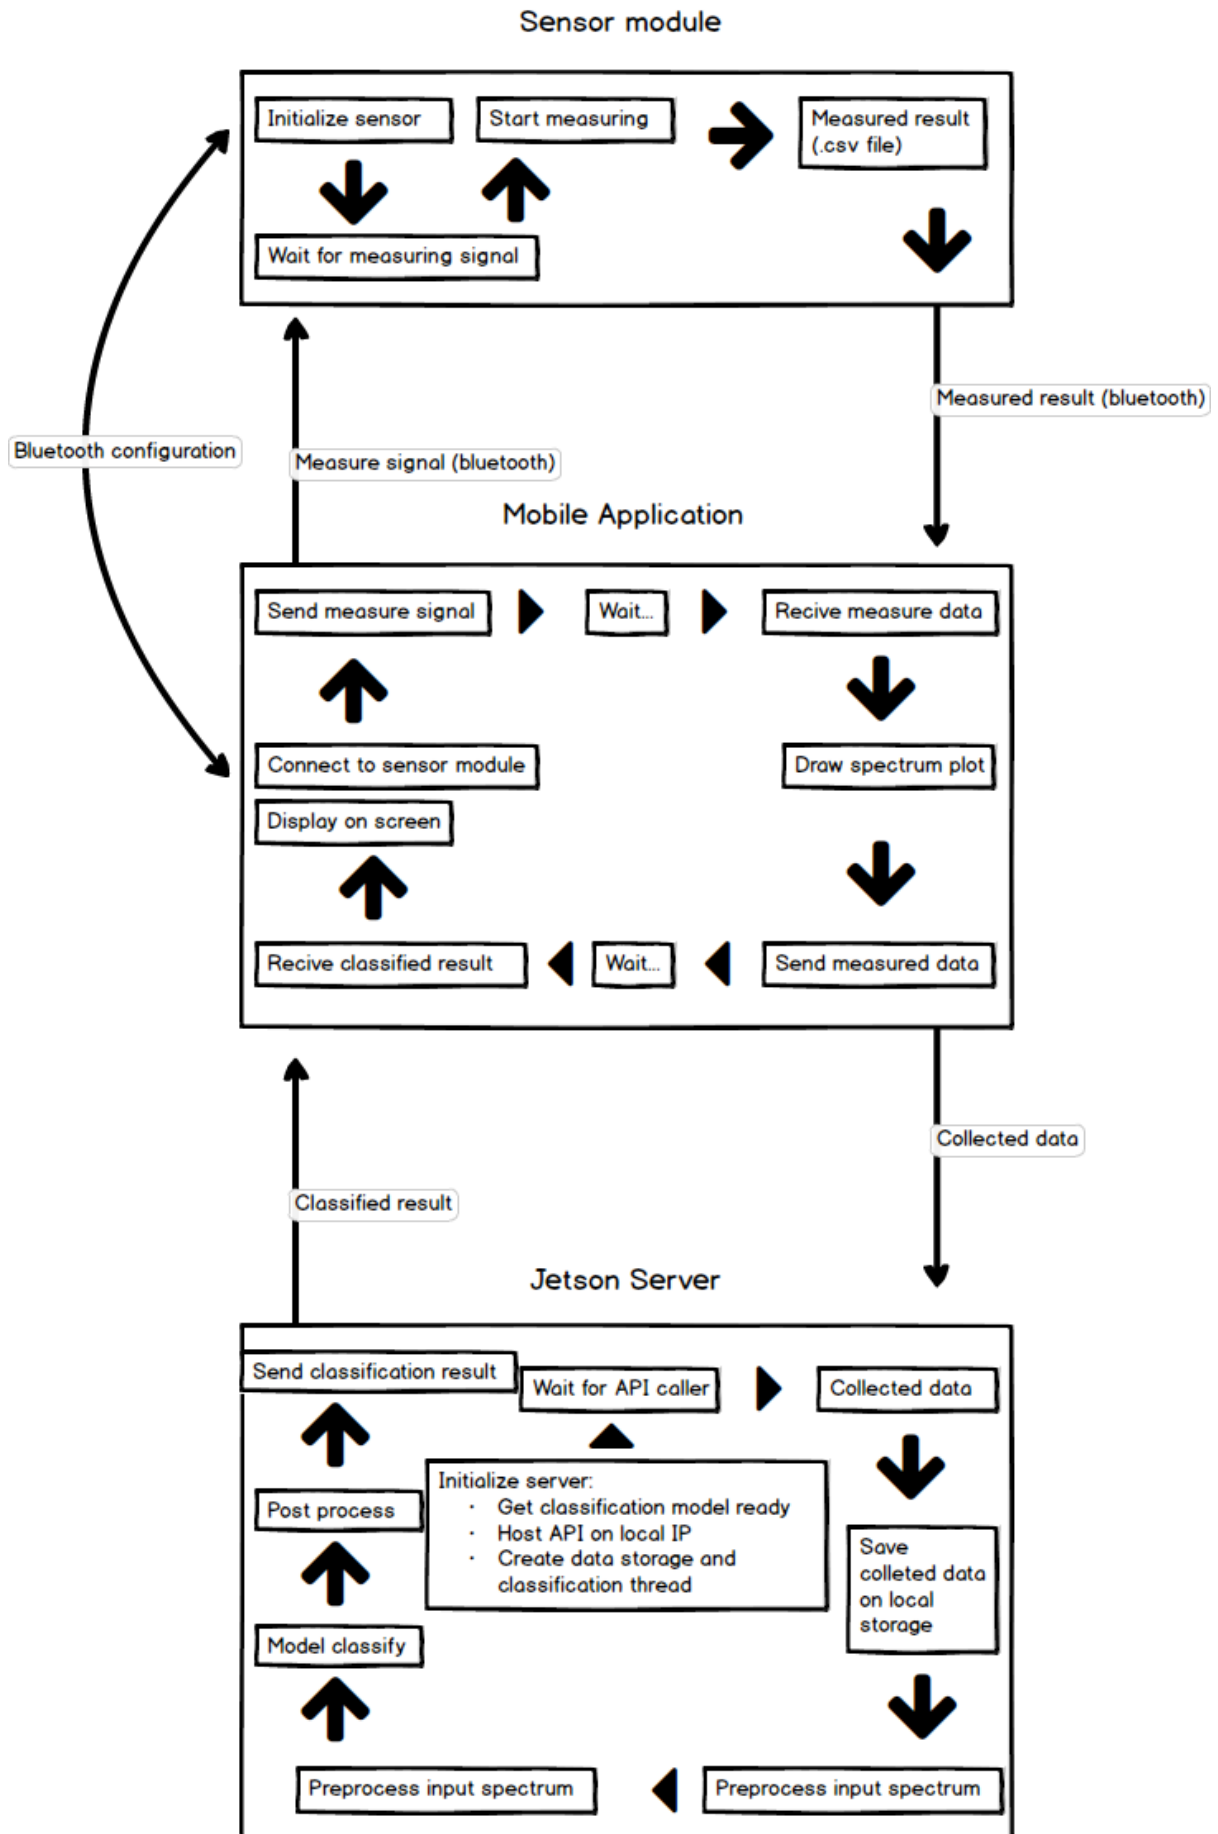 Sensor module
Initialize sensor
Start measuring
Measured result
(.csv file)
Wait for measuring signal
Measured result (bluetooth)
Bluetooth configuration
Measure signal (bluetooth)
Mobile Application
Send measure signal
Wait...
Recive measure data
Connect to sensor module
Draw spectrum plot
Display on screen
Recive classified result
Wait...
Send measured data
Collected data
Classified result
Jetson Server
Send classification result
Wait for API caller
Collected data
Initialize server:
· Get classification model ready
· Host API on local IP
· Create data storage and
classification thread
Post process
Save
colleted data
on local
storage
Model classify
Preprocess input spectrum
Preprocess input spectrum